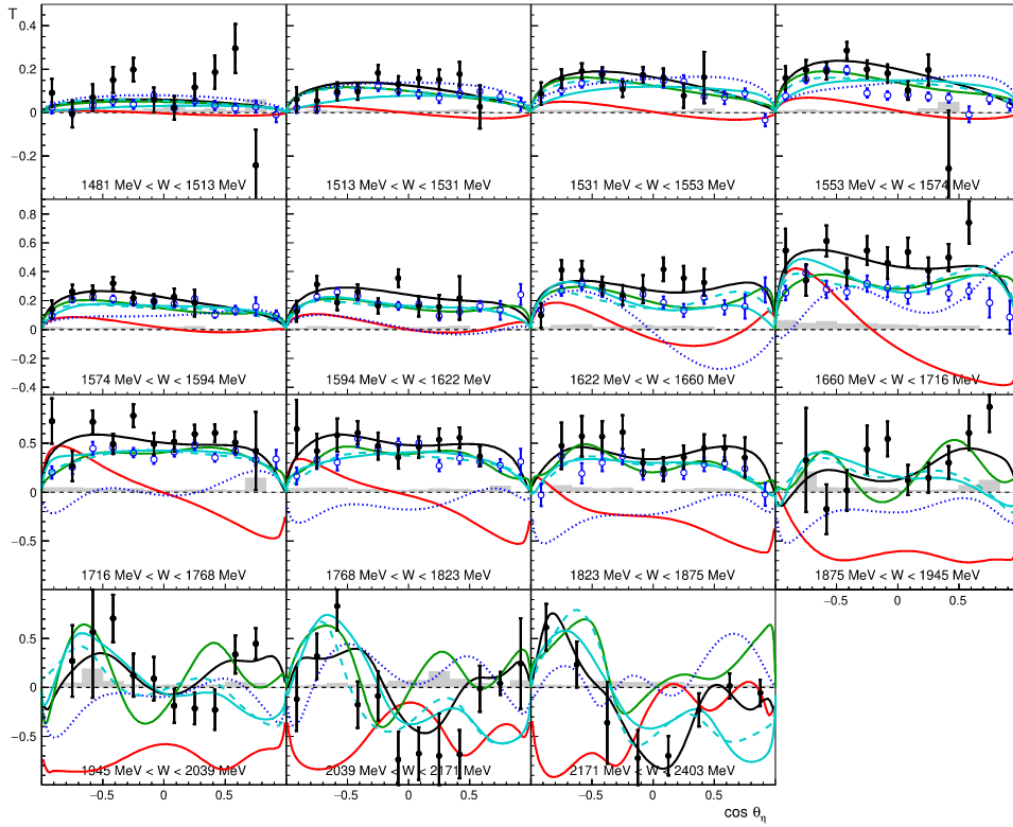 T
0.4
0.2
0
−0.2
1481 MeV < W < 1513 MeV
1513 MeV < W < 1531 MeV
1531 MeV < W < 1553 MeV
1553 MeV < W < 1574 MeV
0.8
0.6
0.4
0.2
0
−0.2
−0.4
1574 MeV < W < 1594 MeV
1594 MeV < W < 1622 MeV
1622 MeV < W < 1660 MeV
1660 MeV < W < 1716 MeV
0.5
0
−0.5
1716 MeV < W < 1768 MeV
1768 MeV < W < 1823 MeV
1823 MeV < W < 1875 MeV
1875 MeV < W < 1945 MeV
−0.5 0 0.5
0.5
0
−0.5
1945 MeV < W < 2039 MeV
2039 MeV < W < 2171 MeV
2171 MeV < W < 2403 MeV
−0.5 0 0.5 −0.5 0 0.5 −0.5 0 0.5
cos θη